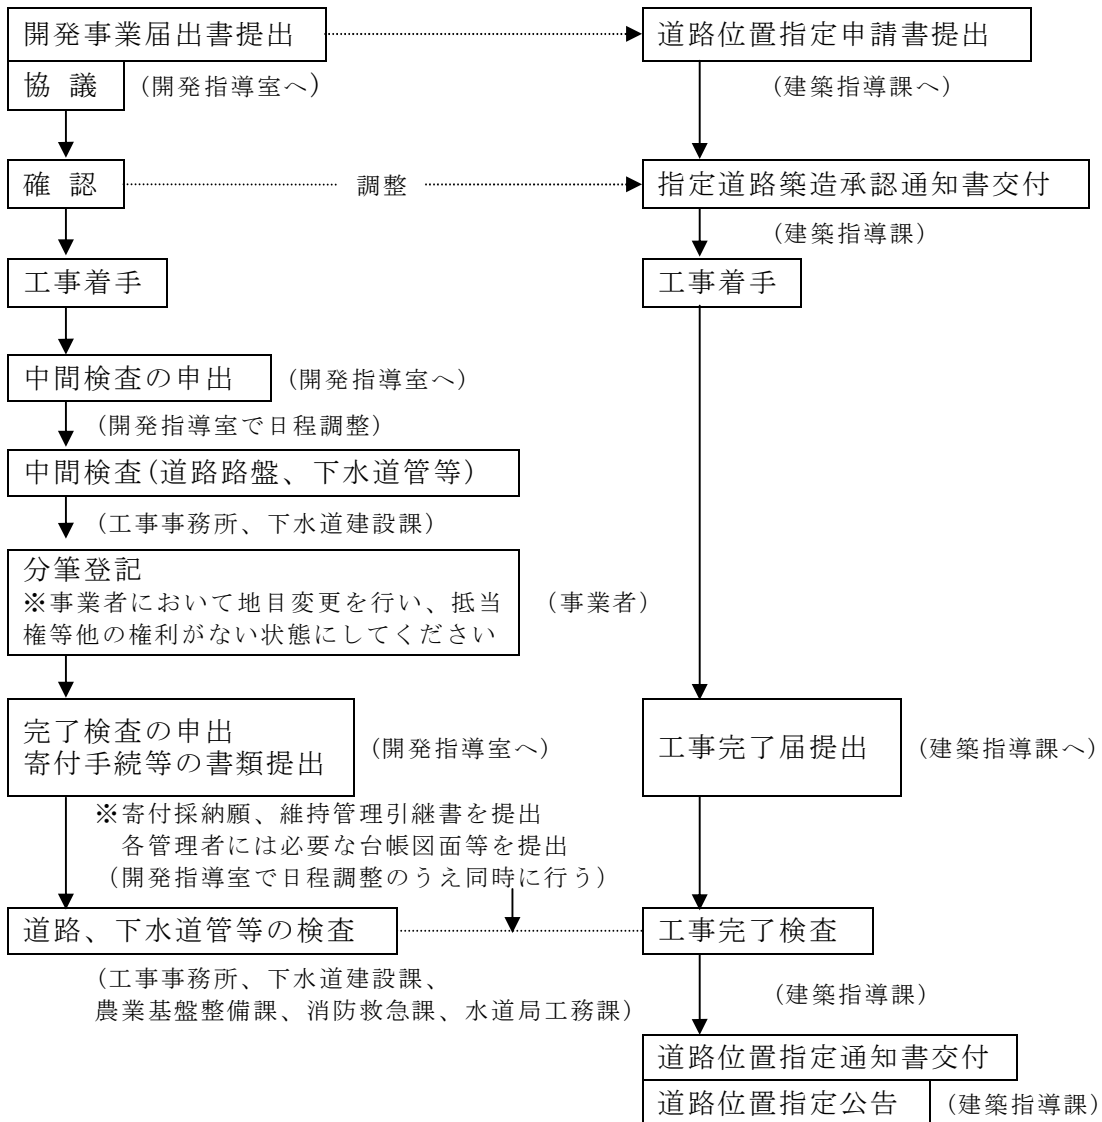 開発事業届出書提出
道路位置指定申請書提出
協 議
(開発指導室へ)
(建築指導課へ)
確 認
調整
指定道路築造承認通知書交付
(建築指導課)
工事着手
工事着手
中間検査の申出
(開発指導室へ)
(開発指導室で日程調整)
中間検査(道路路盤、下水道管等)
(工事事務所、下水道建設課)
分筆登記
※事業者において地目変更を行い、抵当
権等他の権利がない状態にしてください
(事業者)
完了検査の申出
寄付手続等の書類提出
(開発指導室へ)
工事完了届提出
(建築指導課へ)
※寄付採納願、維持管理引継書を提出
各管理者には必要な台帳図面等を提出
(開発指導室で日程調整のうえ同時に行う)
道路、下水道管等の検査
工事完了検査
(工事事務所、下水道建設課、
農業基盤整備課、消防救急課、水道局工務課)
(建築指導課)
道路位置指定通知書交付
道路位置指定公告
(建築指導課)